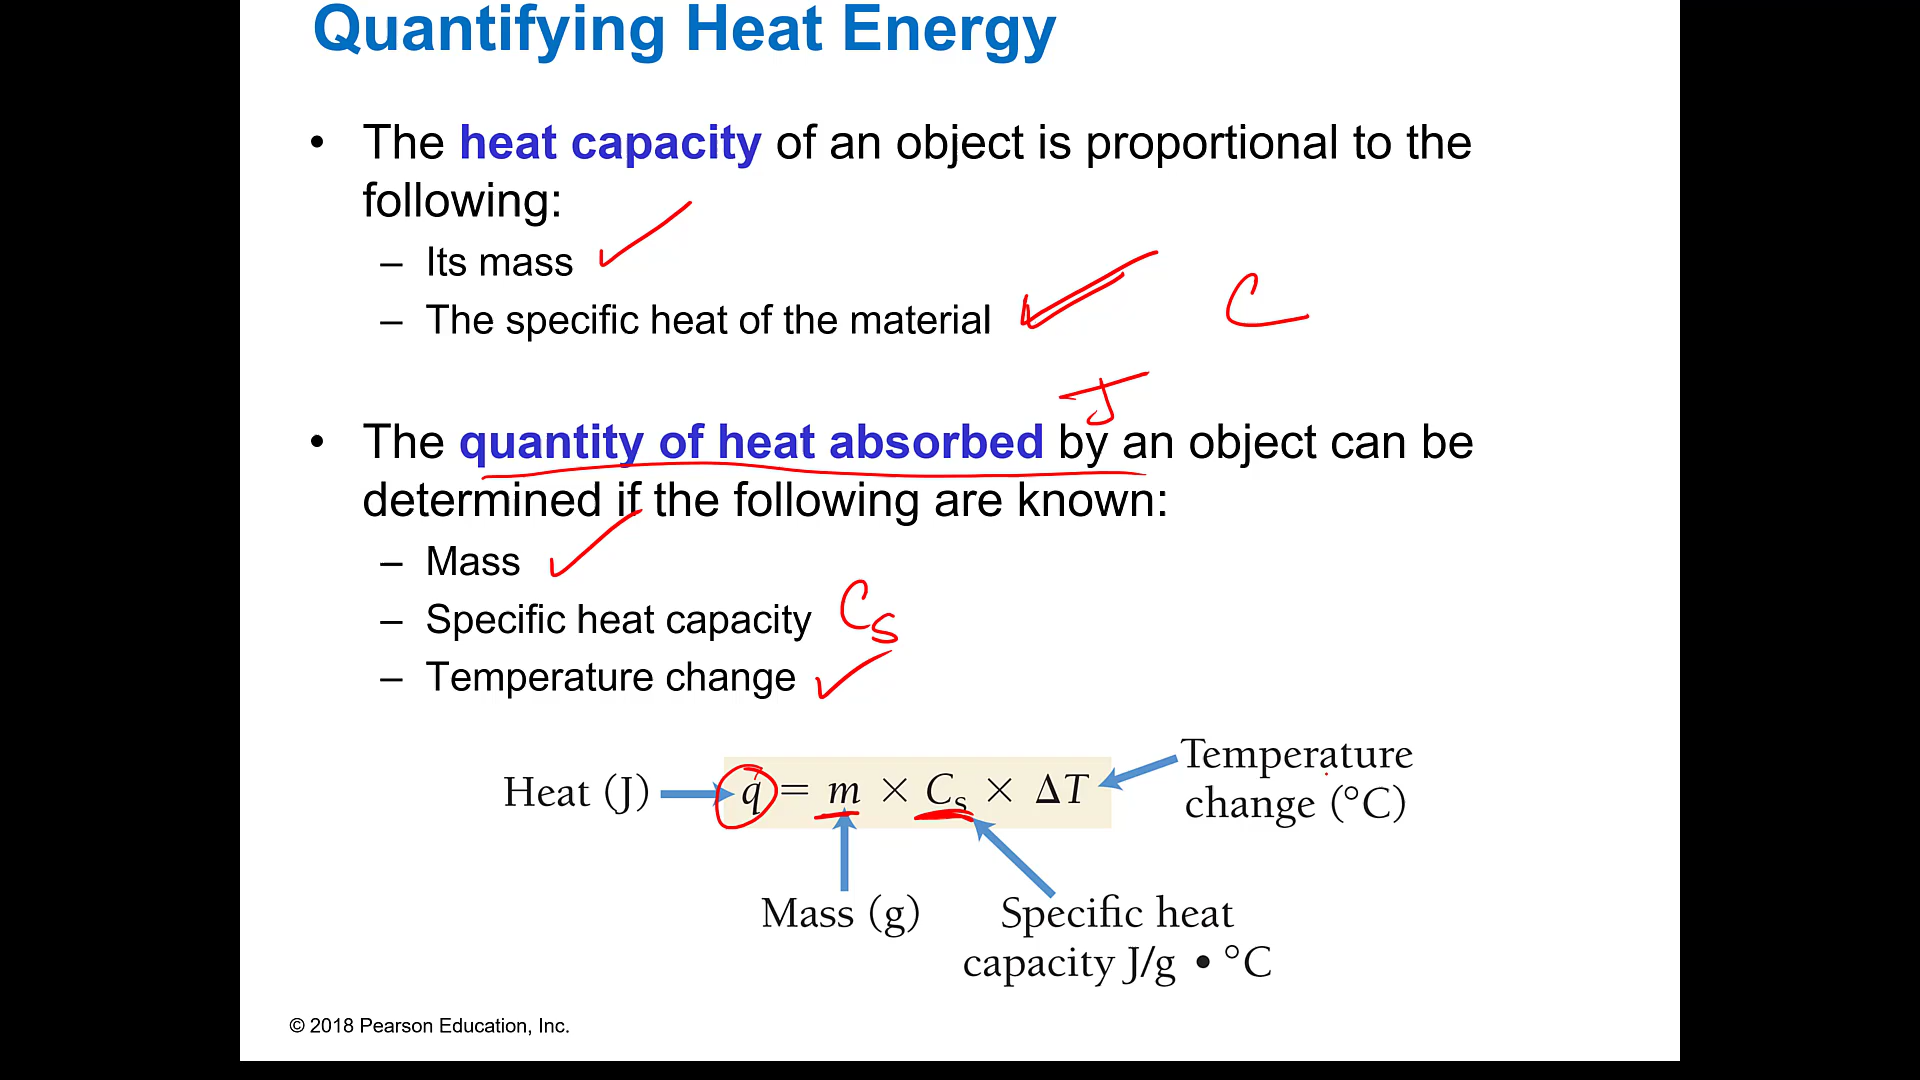 Quantifying Heat Energy
• The heat capacity of an object is proportional to the
following:
– Its mass
– The specific heat of the material
C
J
• The quantity of heat absorbed by an object can be
determined if the following are known:
– Mass
– Specific heat capacity Cs
– Temperature change
Heat (J) q = m × Cs × ΔT Temperature
change (°C)
Mass (g) Specific heat
capacity J/g • °C
© 2018 Pearson Education, Inc.